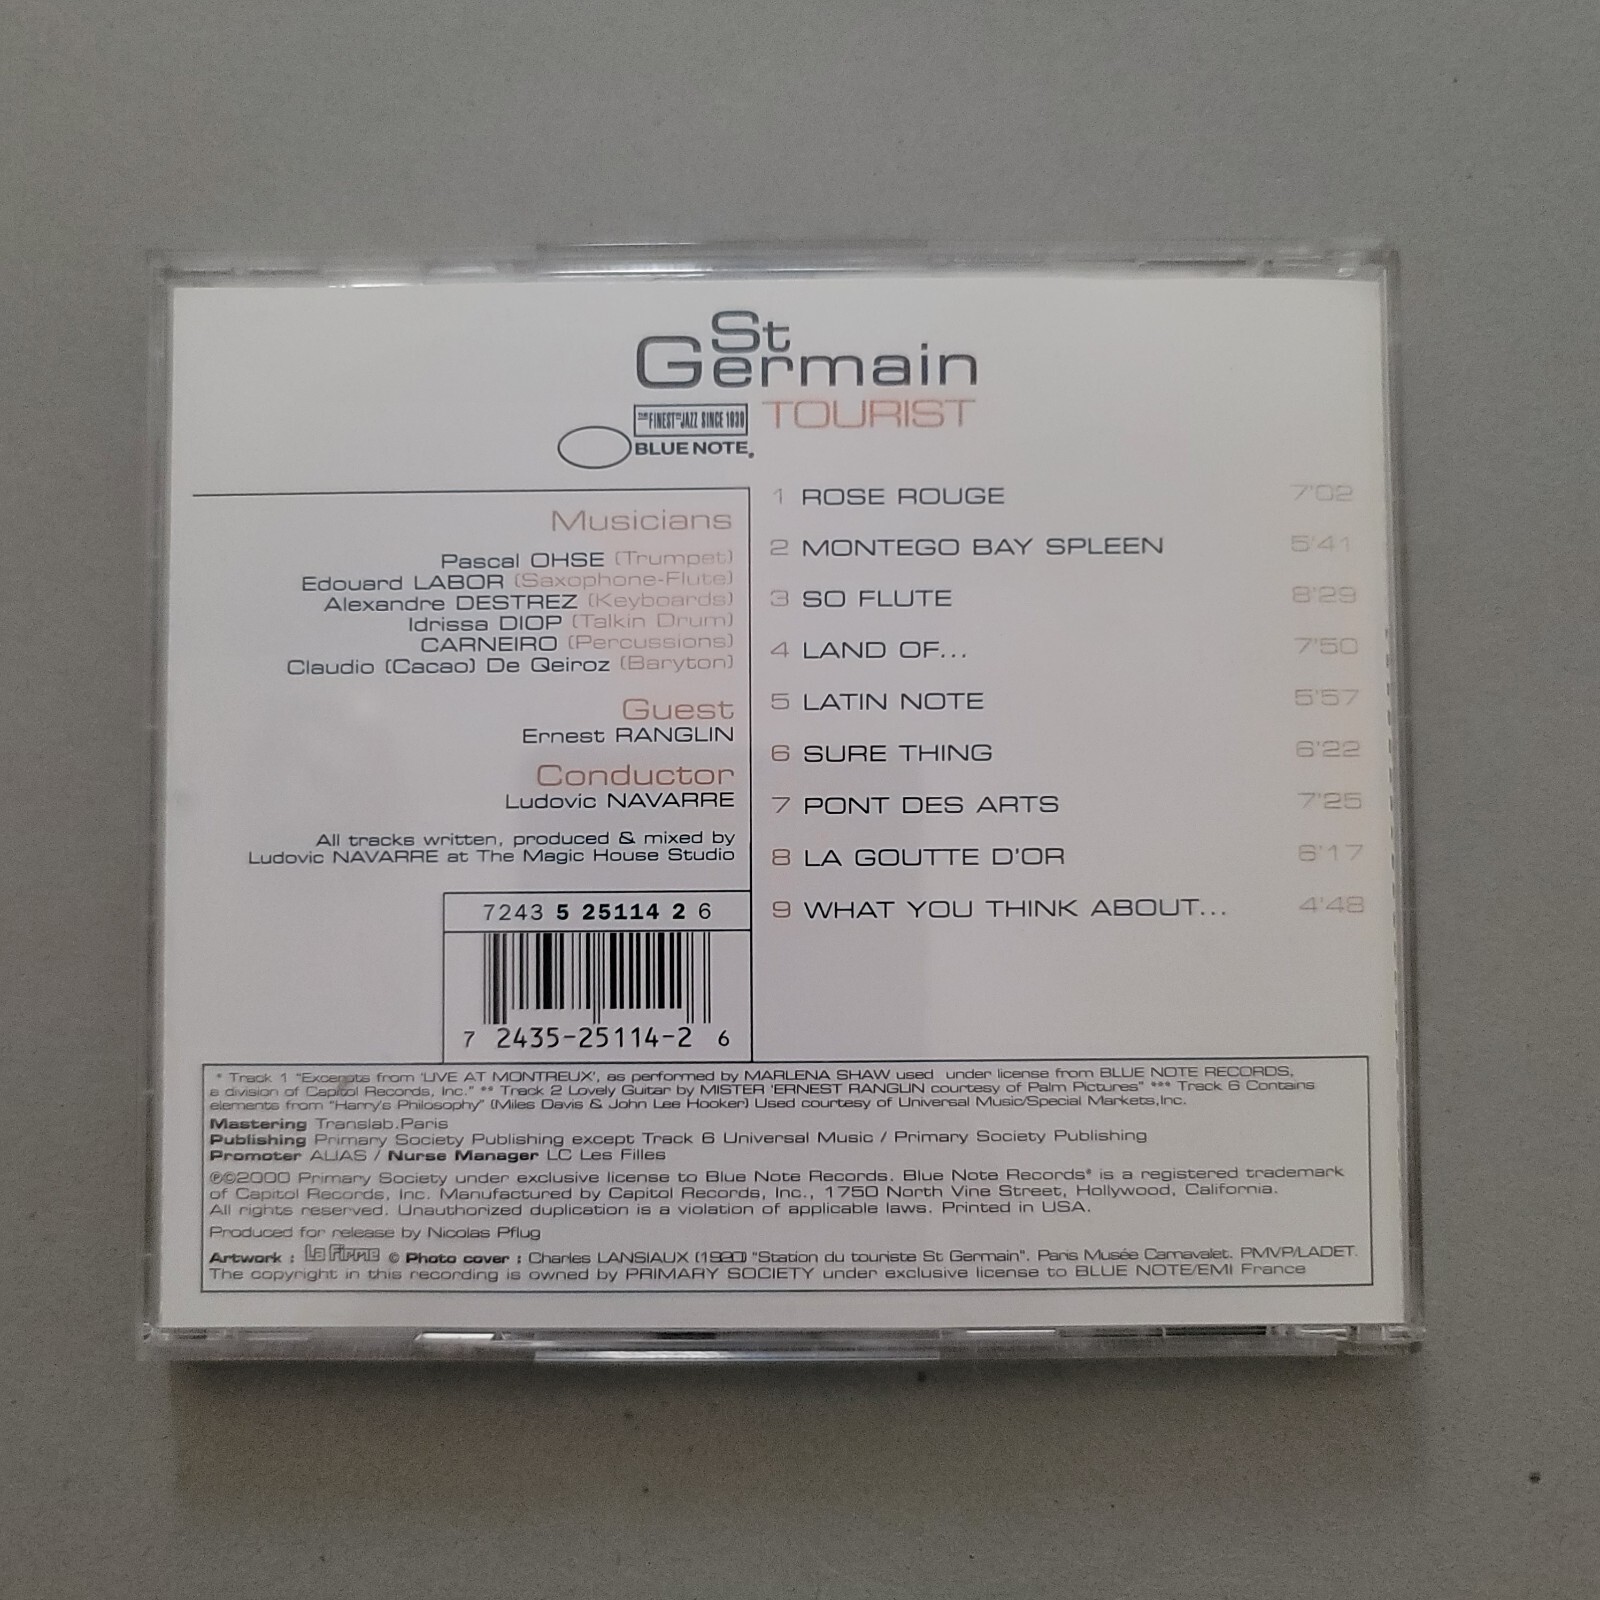 St
Germain
TOURIST
THE FINEST IN JAZZ SINCE 1939
BLUE NOTE
Musicians
Pascal OHSE (Trumpet)
Edouard LABOR (Saxophone-Flute)
Alexandre DESTREZ (Keyboards)
Idrissa DIOP (Talkin Drum)
CARNEIRO (Percussions)
Claudio (Cacao) De Qeiroz (Baryton)
Guest
Ernest RANGLIN
Conductor
Ludovic NAVARRE
All tracks written, produced & mixed by
Ludovic NAVARRE at The Magic House Studio
7243 5 25114 2 6
7 2435-25114-2 6
1 ROSE ROUGE 7'02
2 MONTEGO BAY SPLEEN 5'41
3 SO FLUTE 8'29
4 LAND OF... 7'50
5 LATIN NOTE 5'57
6 SURE THING 6'22
7 PONT DES ARTS 7'25
8 LA GOUTTE D'OR 6'17
9 WHAT YOU THINK ABOUT... 4'48
* Track 1 "Excerpts from 'LIVE AT MONTREUX', as performed by MARLENA SHAW used under license from BLUE NOTE RECORDS,
a division of Capitol Records, Inc." ** Track 2 Lovely Guitar by MISTER 'ERNEST RANGLIN courtesy of Palm Pictures" *** Track 6 Contains
elements from "Harry's Philosophy" (Miles Davis & John Lee Hooker) Used courtesy of Universal Music/Special Markets,Inc.
Mastering Translab.Paris
Publishing Primary Society Publishing except Track 6 Universal Music / Primary Society Publishing
Promoter ALIAS / Nurse Manager LC Les Filles
℗©2000 Primary Society under exclusive license to Blue Note Records. Blue Note Records® is a registered trademark
of Capitol Records, Inc. Manufactured by Capitol Records, Inc., 1750 North Vine Street, Hollywood, California.
All rights reserved. Unauthorized duplication is a violation of applicable laws. Printed in USA.
Produced for release by Nicolas Pflug
Artwork : La Firme © Photo cover : Charles LANSIAUX (1920) "Station du touriste St Germain". Paris Musée Carnavalet. PMVP/LADET.
The copyright in this recording is owned by PRIMARY SOCIETY under exclusive license to BLUE NOTE/EMI France